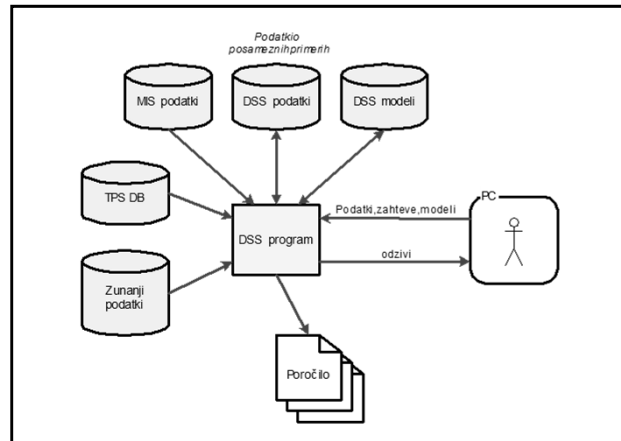 Podatkio
posameznihprimerih
MIS podatki
DSS podatki
DSS modeli
TPS DB
PC
Podatki,zahteve,modeli
DSS program
odzivi
Zunanji
podatki
Poročilo